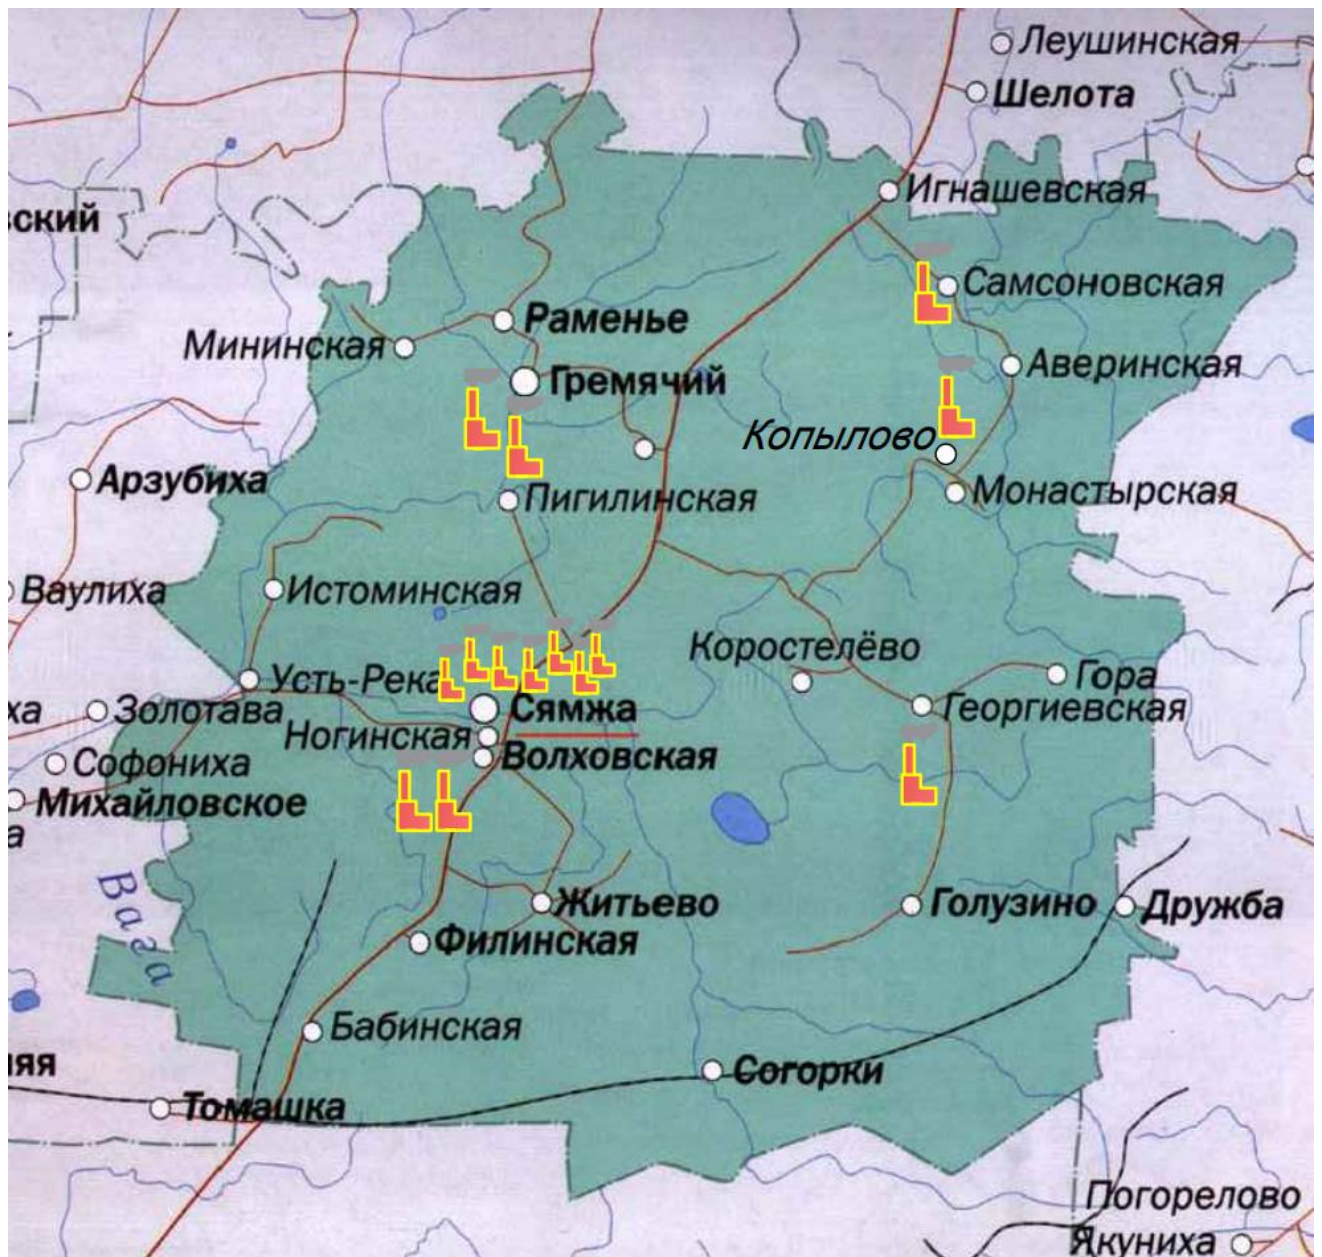 Леушинская
Шелота
Игнашевская
ский
Самсоновская
Раменье
Мининская
Аверинская
Гремячий
Копылово
Арзубиха
Пигилинская
Монастырская
Ваулиха
Истоминская
Коростелёво
Усть-Река
Гора
ха
Золотава
Сямжа
Георгиевская
Ногинская
Волховская
Софониха
Михайловское
а
Вага
Житьево
Голузино
Дружба
Филинская
Бабинская
няя
Согорки
Томашка
Погорелово
Якуниха